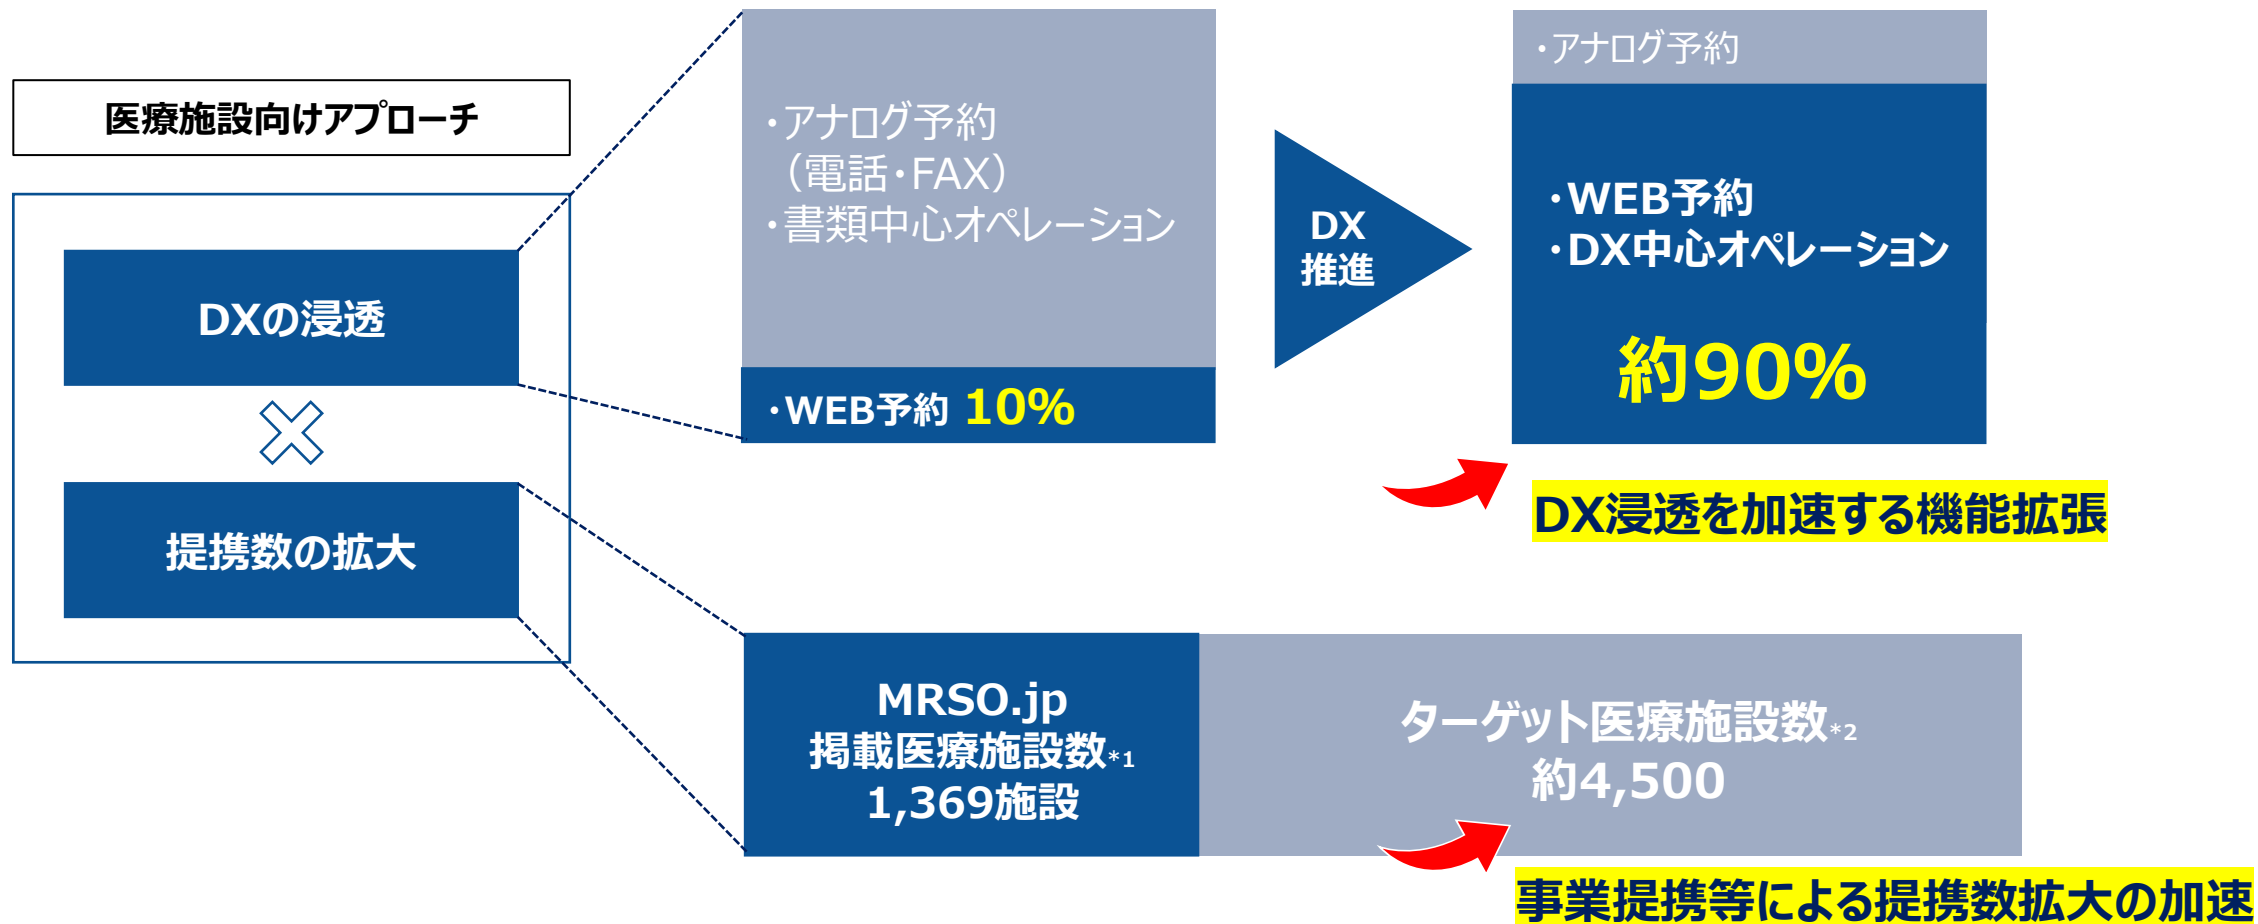 医療施設向けアプローチ
DXの浸透
提携数の拡大
・アナログ予約
（電話・FAX）
・書類中心オペレーション
・WEB予約 10%
DX
推進
・アナログ予約
・WEB予約
・DX中心オペレーション
約90%
DX浸透を加速する機能拡張
MRSO.jp
掲載医療施設数*1
1,369施設
ターゲット医療施設数*2
約4,500
事業提携等による提携数拡大の加速